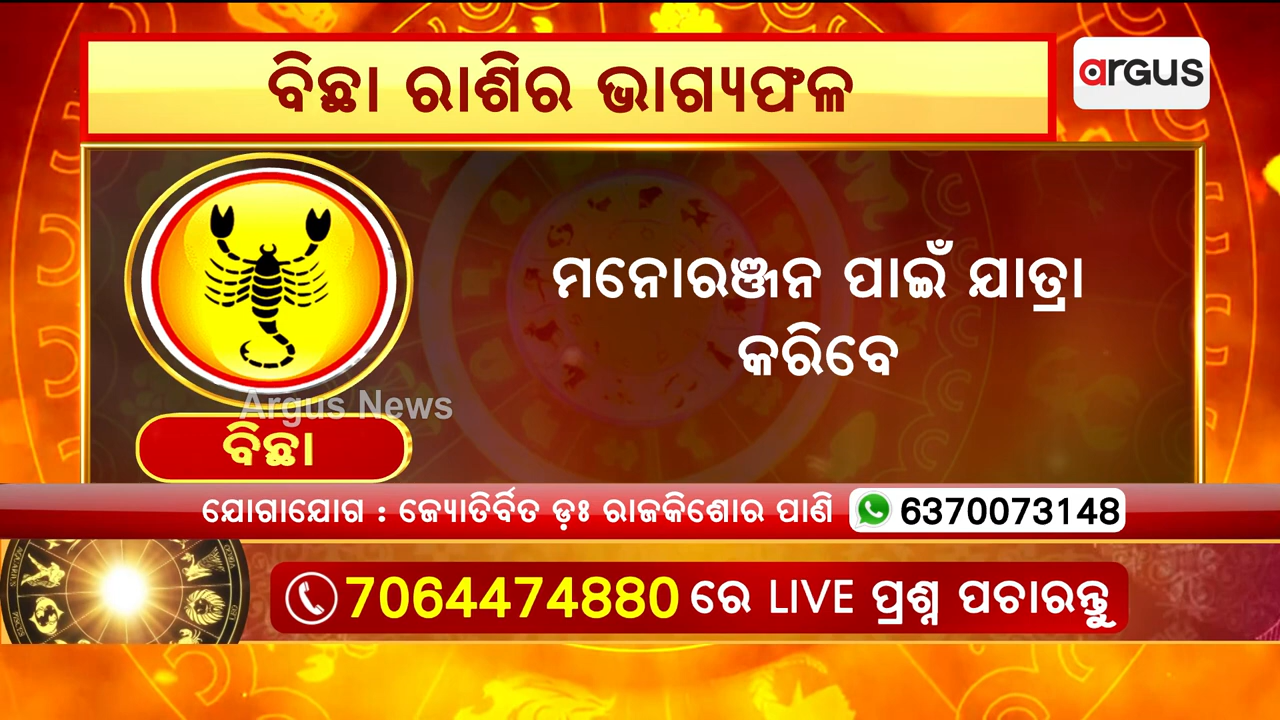 ବିଛା ରାଶିର ଭାଗ୍ୟଫଳ
argus
ମନୋରଞ୍ଜନ ପାଇଁ ଯାତ୍ରା
କରିବେ
Argus News
ବିଛା
ଯୋଗାଯୋଗ : ଜ୍ୟୋତିର୍ବିତ ଡ଼ଃ ରାଜକିଶୋର ପାଣି 6370073148
7064474880 ରେ LIVE ପ୍ରଶ୍ନ ପଚାରନ୍ତୁ